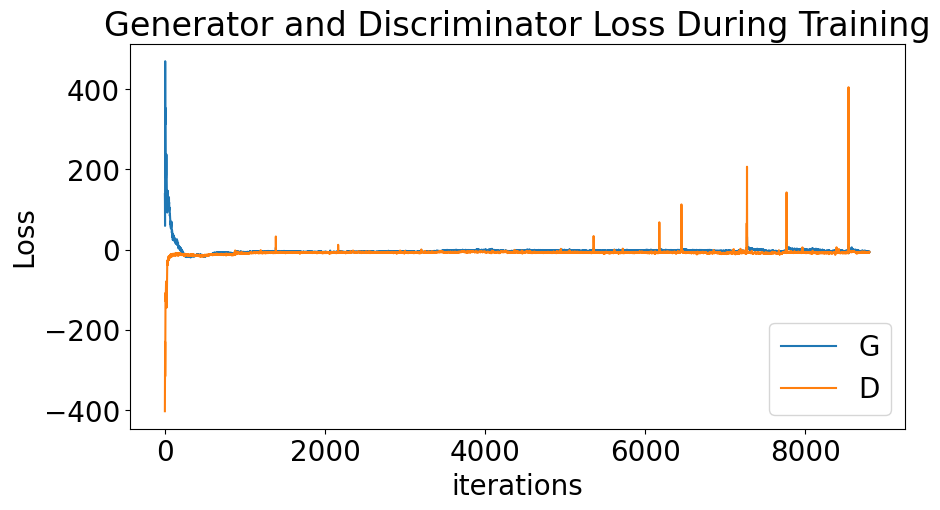 Generator and Discriminator Loss During Training
Loss
400
200
0
−200
−400
0 2000 4000 6000 8000
iterations
G
D